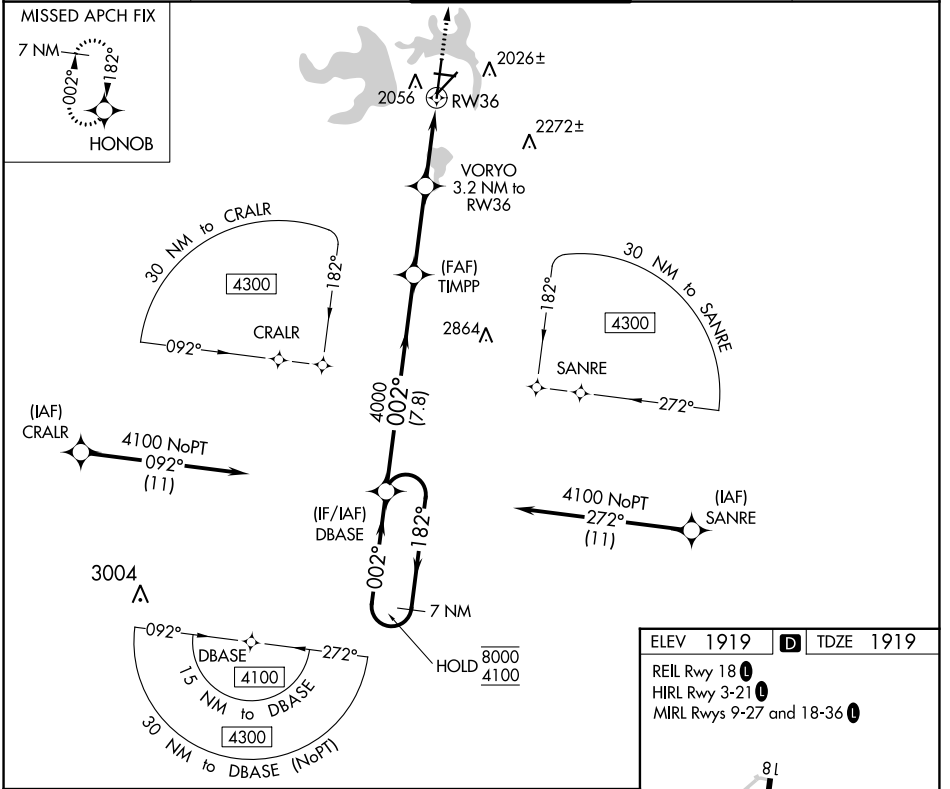 MISSED APCH FIX
7 NM
002°
182°
HONOB
2056
2026±
RW36
2272±
VORYO
3.2 NM to
RW36
30 NM to CRALR
4300
182°
CRALR
092°
(FAF)
TIMPP
2864
30 NM to SANRE
182°
4300
SANRE
272°
4000
002°
(7.8)
(IAF)
CRALR
4100 NoPT
092°
(11)
(IF/IAF)
DBASE
4100 NoPT
272°
(11)
(IAF)
SANRE
002°
182°
7 NM
HOLD 8000
4100
3004
092°
DBASE
272°
4100
15 NM to DBASE
4300
30 NM to DBASE (NoPT)
ELEV 1919 D TDZE 1919
REIL Rwy 18 L
HIRL Rwy 3-21 L
MIRL Rwys 9-27 and 18-36 L
18